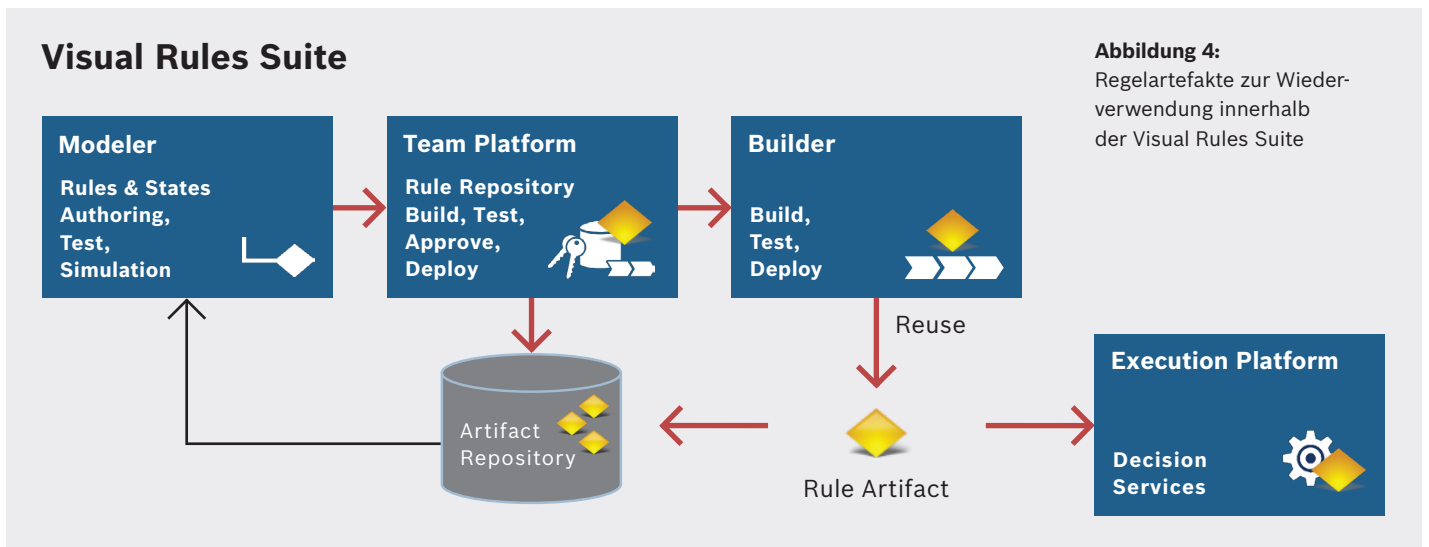 Visual Rules Suite
Abbildung 4:
Regelartefakte zur Wieder-
verwendung innerhalb
der Visual Rules Suite
Modeler
Rules & States
Authoring,
Test,
Simulation
Team Platform
Rule Repository
Build, Test,
Approve,
Deploy
Builder
Build,
Test,
Deploy
Reuse
Artifact
Repository
Rule Artifact
Execution Platform
Decision
Services